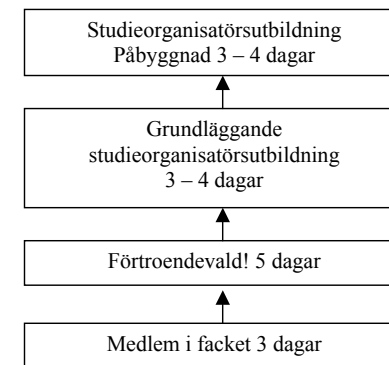 Studieorganisatörsutbildning
Påbyggnad 3 – 4 dagar
Grundläggande
studieorganisatörsutbildning
3 – 4 dagar
Förtroendevald! 5 dagar
Medlem i facket 3 dagar